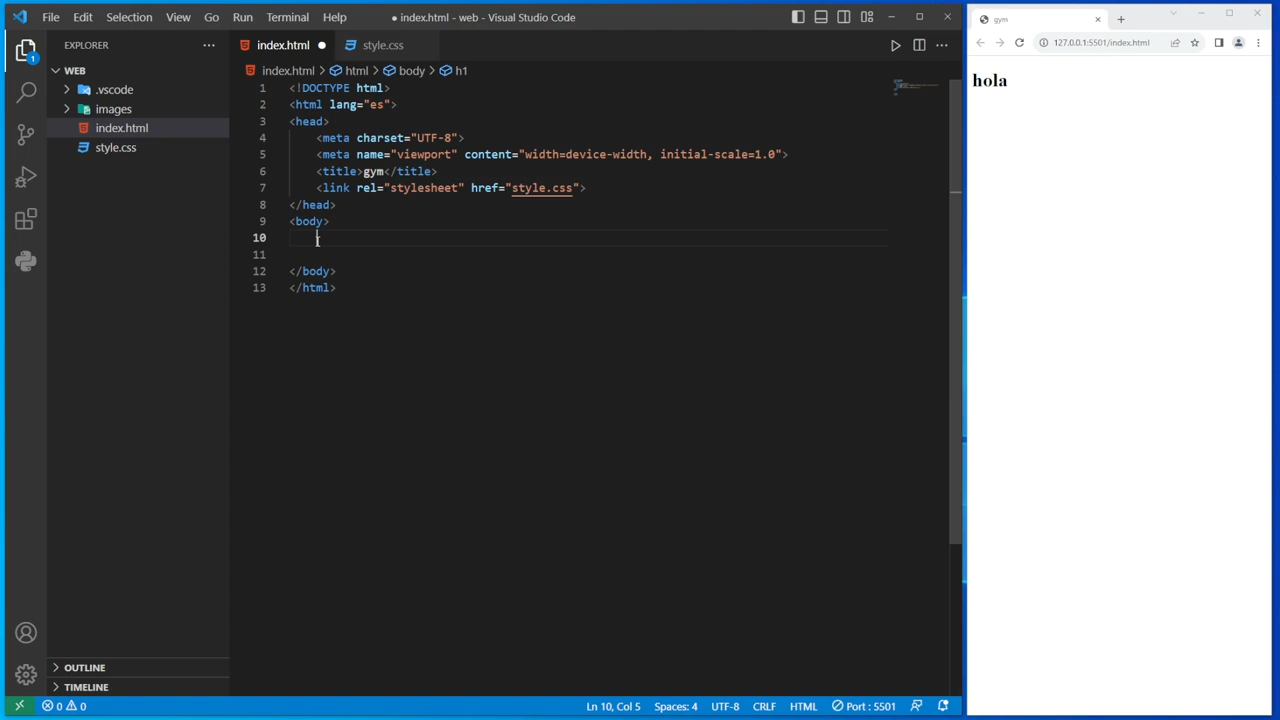 File Edit Selection View Go Run Terminal Help
● index.html - web - Visual Studio Code
EXPLORER
WEB
.vscode
images
index.html
style.css
OUTLINE
TIMELINE
index.html
style.css
index.html > html > body > h1
1 <!DOCTYPE html>
2 <html lang="es">
3 <head>
4 <meta charset="UTF-8">
5 <meta name="viewport" content="width=device-width, initial-scale=1.0">
6 <title>gym</title>
7 <link rel="stylesheet" href="style.css">
8 </head>
9 <body>
10
11
12 </body>
13 </html>
1
0 0
Ln 10, Col 5 Spaces: 4 UTF-8 CRLF HTML Port : 5501
gym
127.0.0.1:5501/index.html
hola